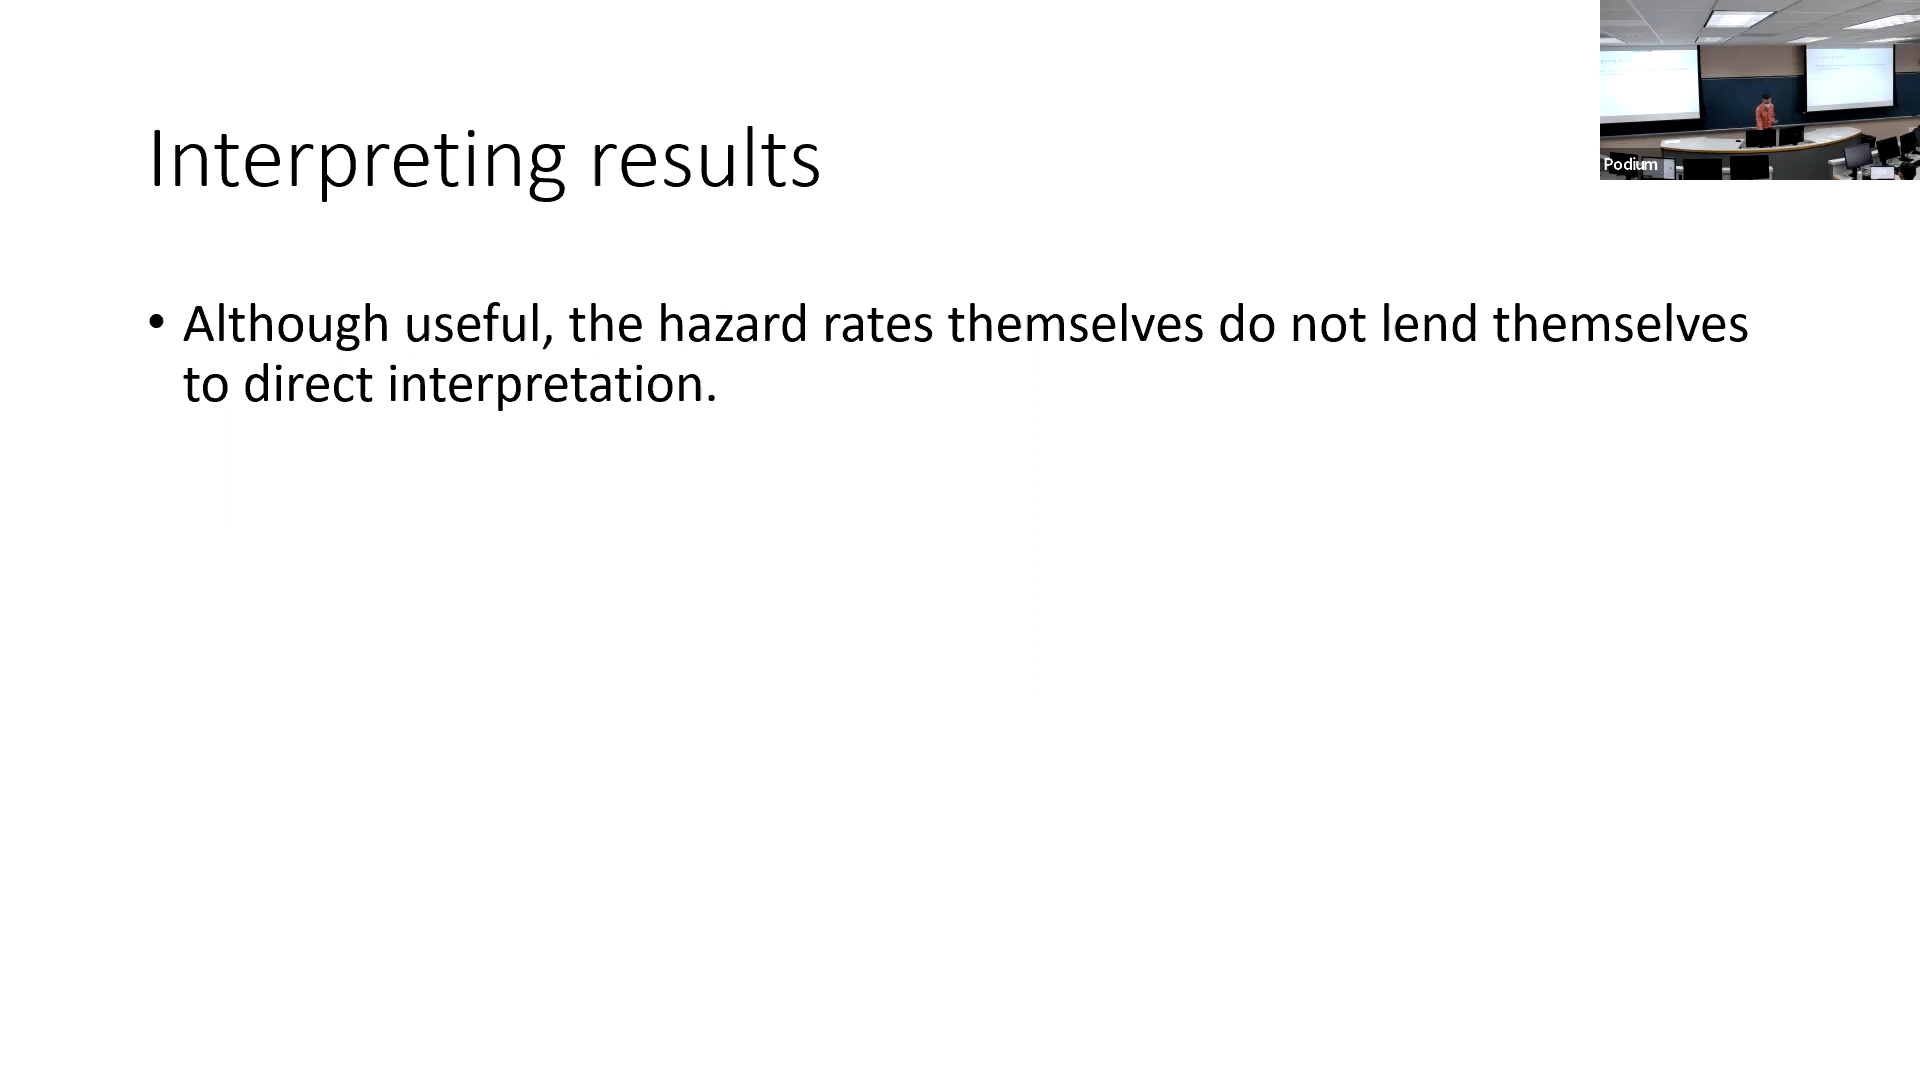 Interpreting results
• Although useful, the hazard rates themselves do not lend themselves
to direct interpretation.
Podium